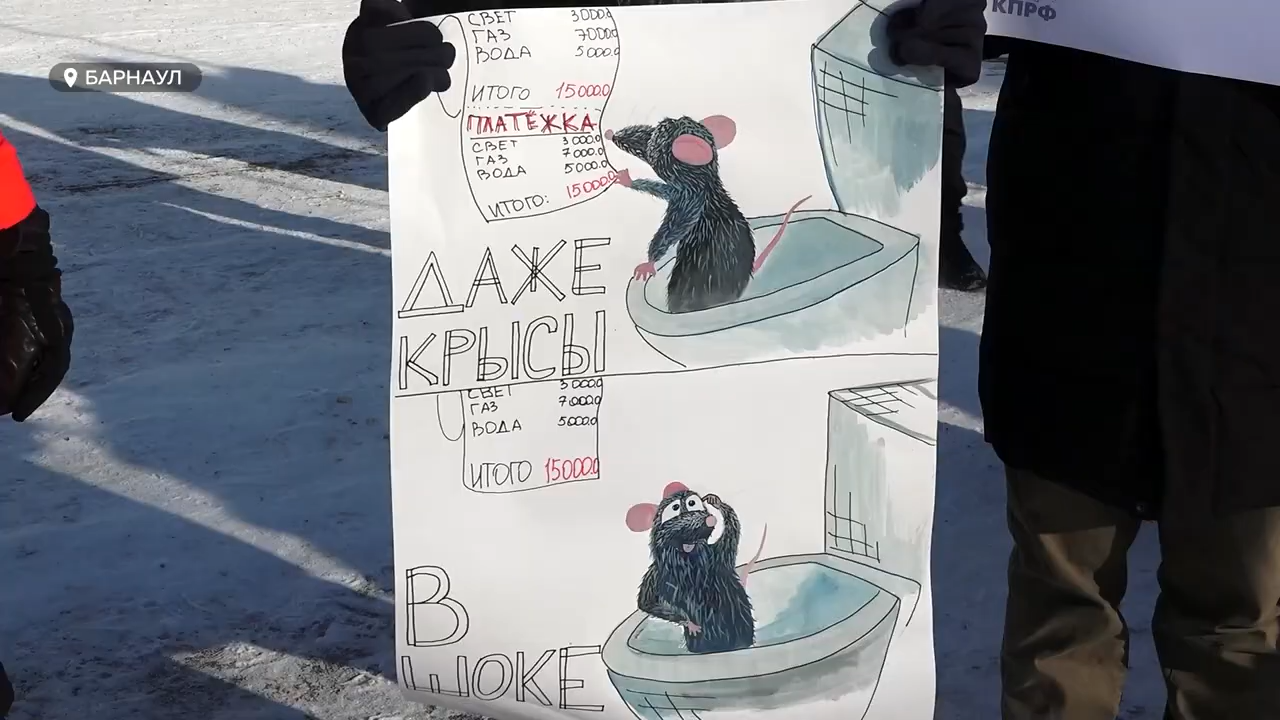 КПРФ
БАРНАУЛ
СВЕТ 3000.0
ГАЗ 7000.0
ВОДА 5000.0
ИТОГО 15000.0
ПЛАТЁЖКА
СВЕТ 3000.0
ГАЗ 7000.0
ВОДА 5000.0
ИТОГО: 15000.0
ДАЖЕ
КРЫСЫ
СВЕТ 3000.0
ГАЗ 7000.0
ВОДА 5000.0
ИТОГО 15000.0
В
ШОКЕ